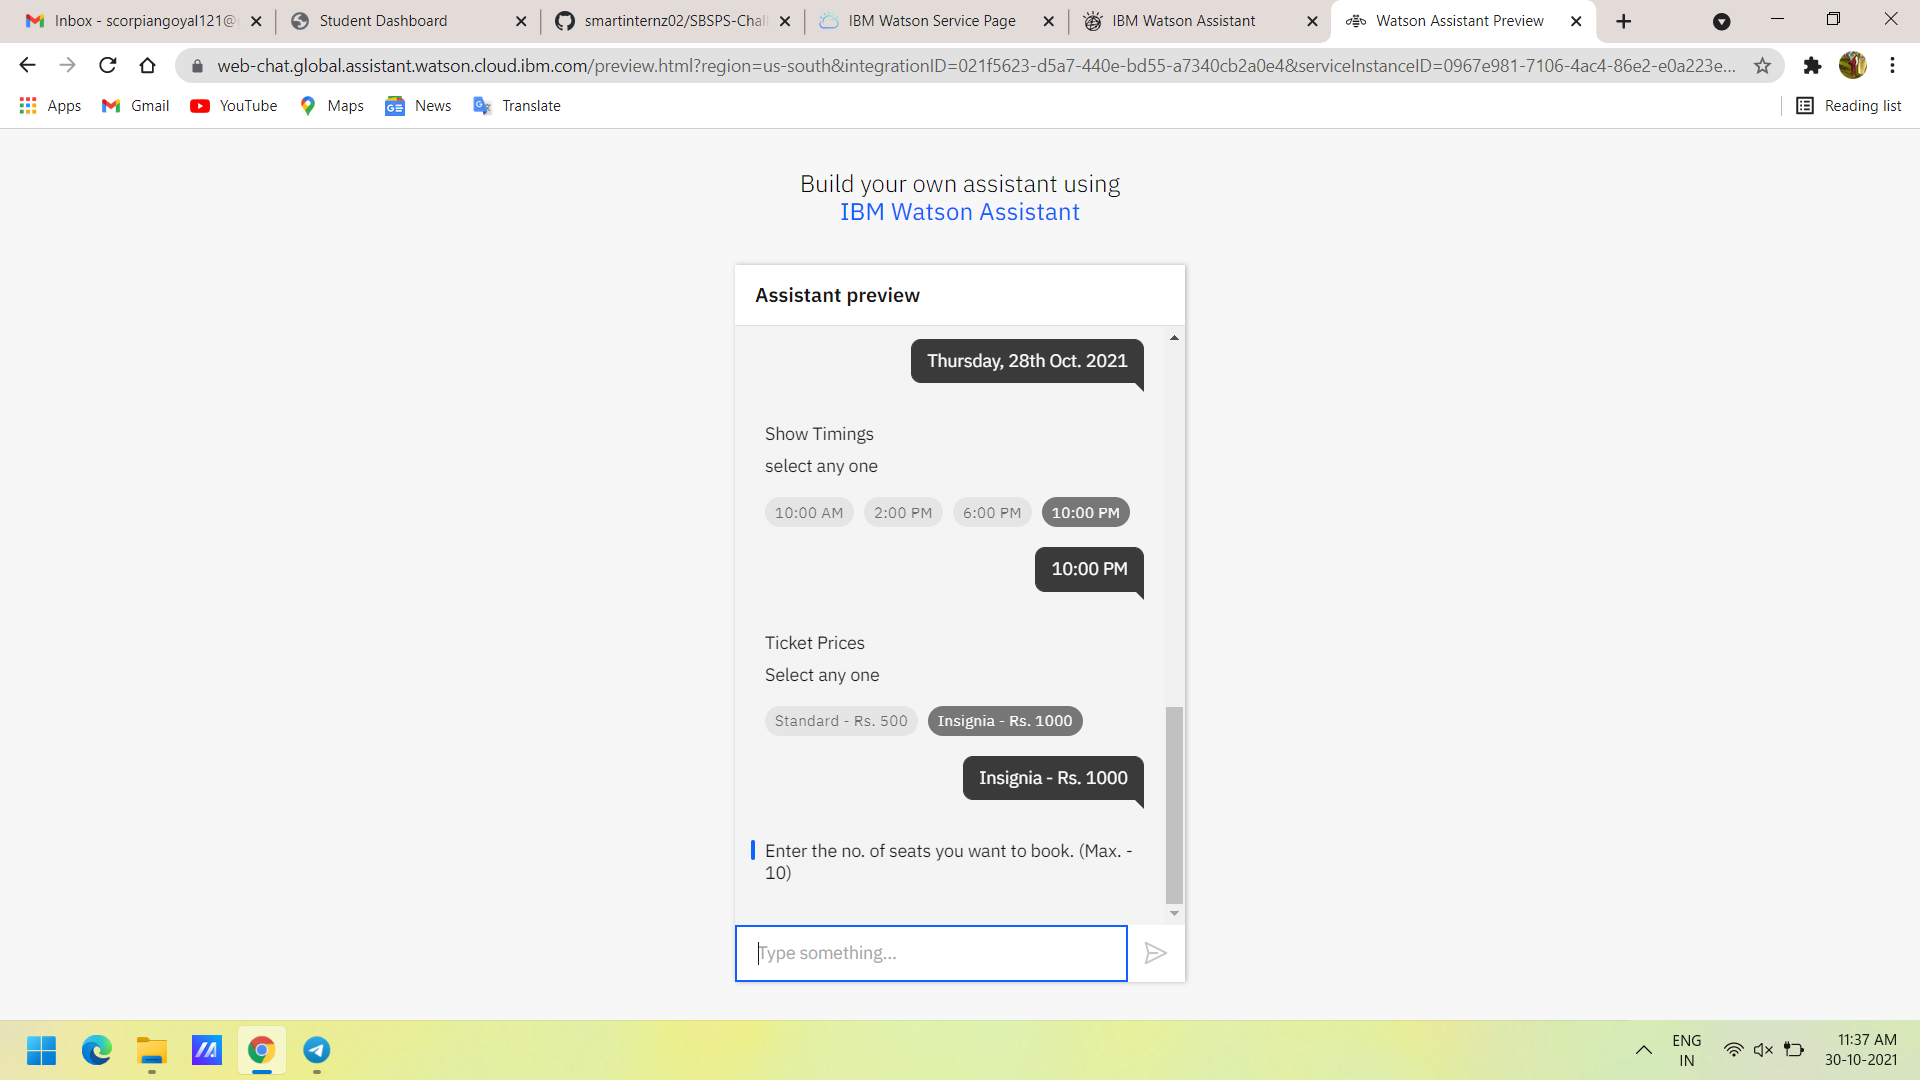 Inbox - scorpiangoyal121@
Student Dashboard
smartinternz02/SBSPS-Chal
IBM Watson Service Page
IBM Watson Assistant
Watson Assistant Preview
web-chat.global.assistant.watson.cloud.ibm.com/preview.html?region=us-south&integrationID=021f5623-d5a7-440e-bd55-a7340cb2a0e4&serviceInstanceID=0967e981-7106-4ac4-86e2-e0a223e...
Apps
Gmail
YouTube
Maps
News
Translate
Reading list
Build your own assistant using
IBM Watson Assistant
Assistant preview
Thursday, 28th Oct. 2021
Show Timings
select any one
10:00 AM 2:00 PM 6:00 PM 10:00 PM
10:00 PM
Ticket Prices
Select any one
Standard - Rs. 500 Insignia - Rs. 1000
Insignia - Rs. 1000
Enter the no. of seats you want to book. (Max. -
10)
Type something...
ENG
IN
11:37 AM
30-10-2021